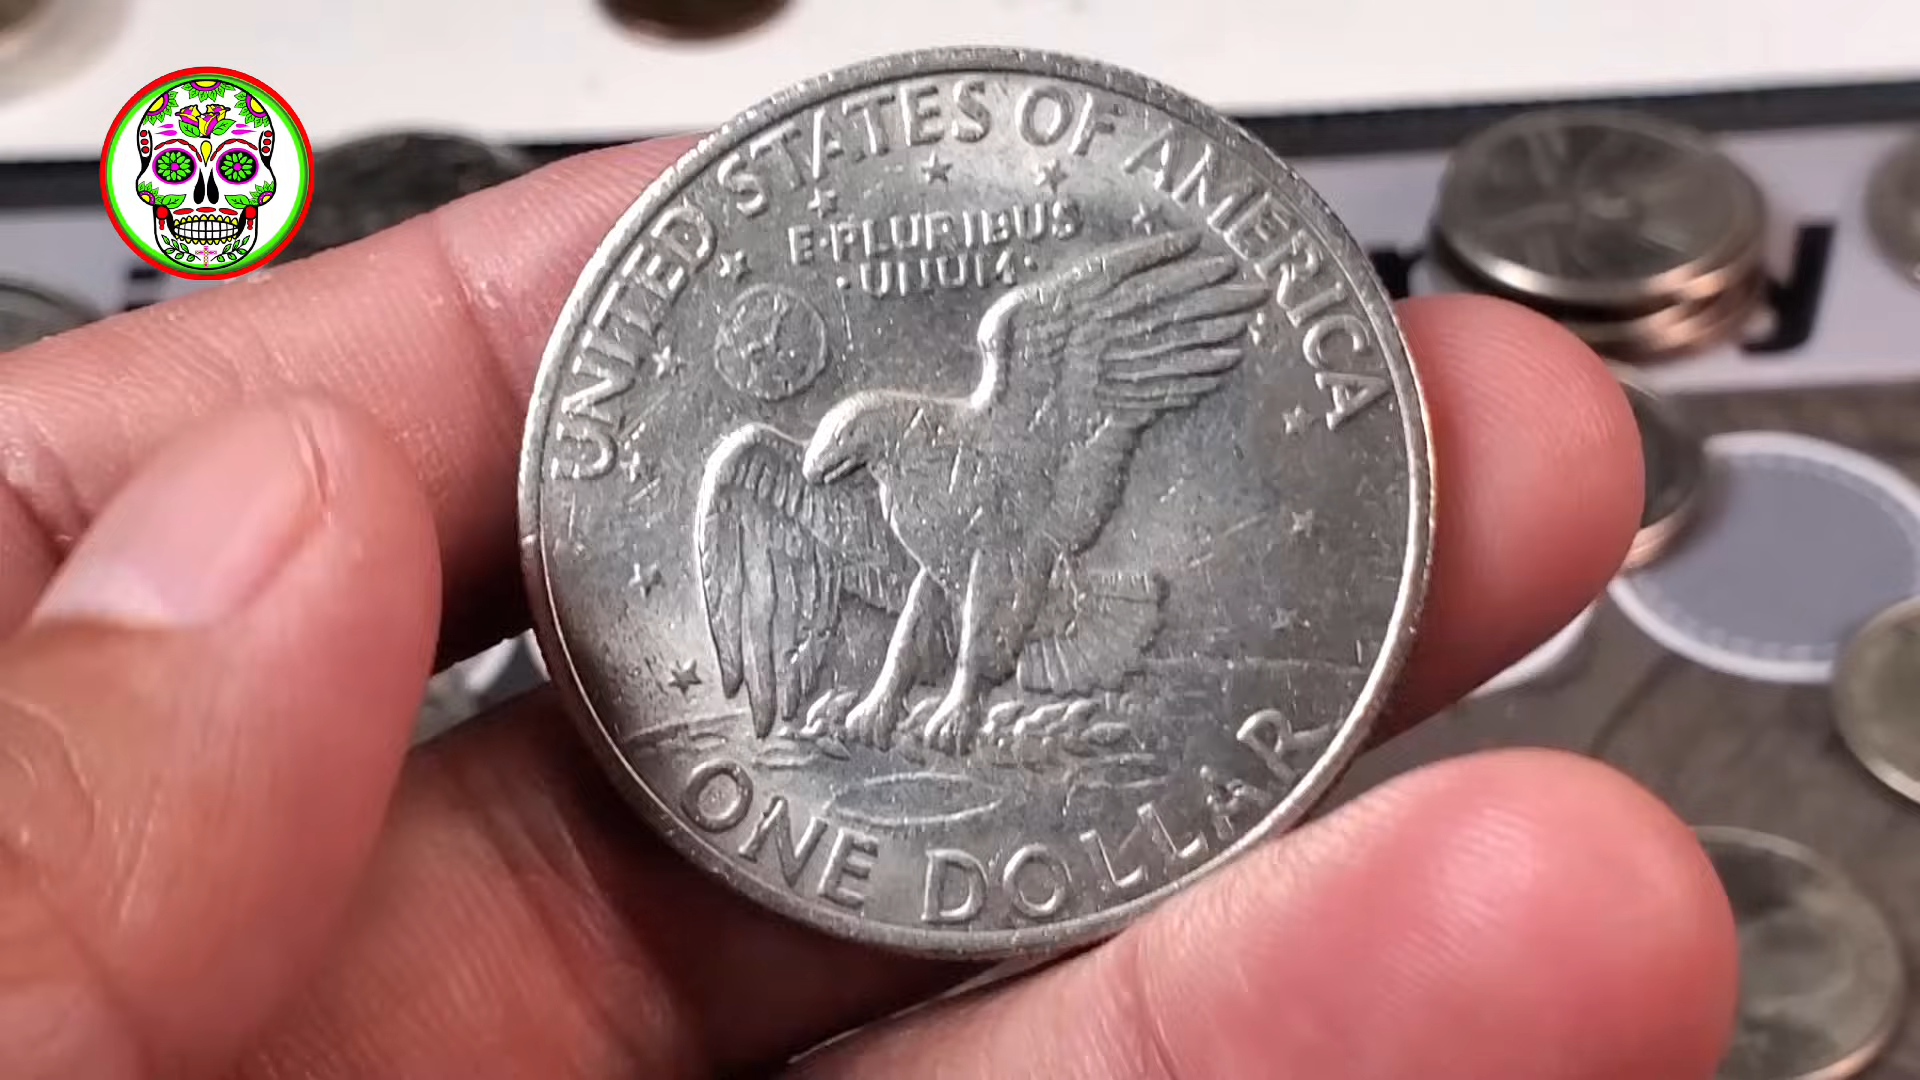 UNITED STATES OF AMERICA
E·PLURIBUS
·UNUM·
ONE DOLLAR